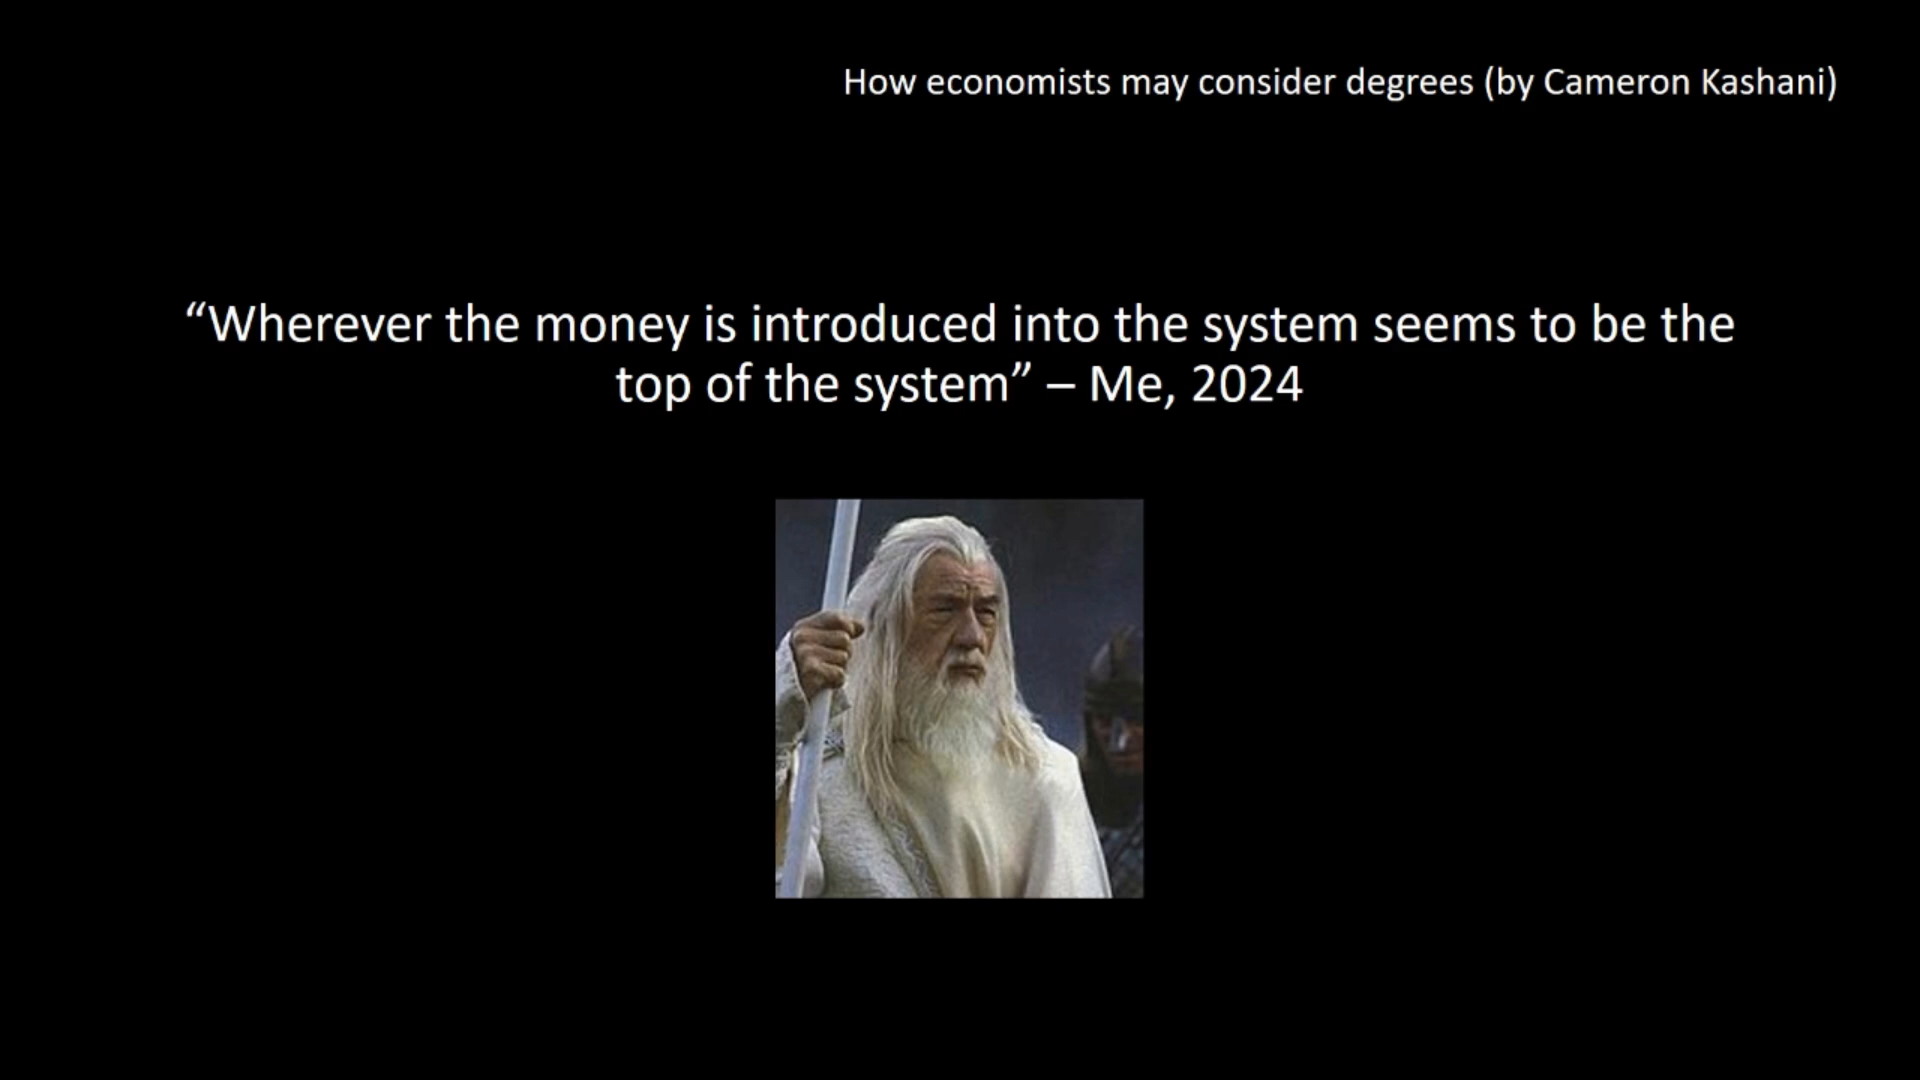 How economists may consider degrees (by Cameron Kashani)
“Wherever the money is introduced into the system seems to be the
top of the system” – Me, 2024